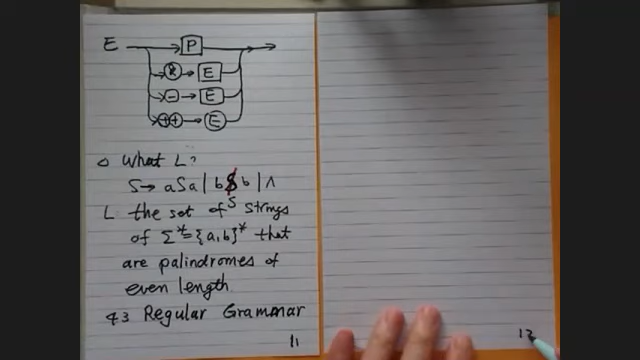 E P
* E
- E
++ E
What L?
S → aSa | bSb | Λ
L the set of strings
of Σ* = {a,b}* that
are palindromes of
even length
4.3 Regular Grammar
11
12